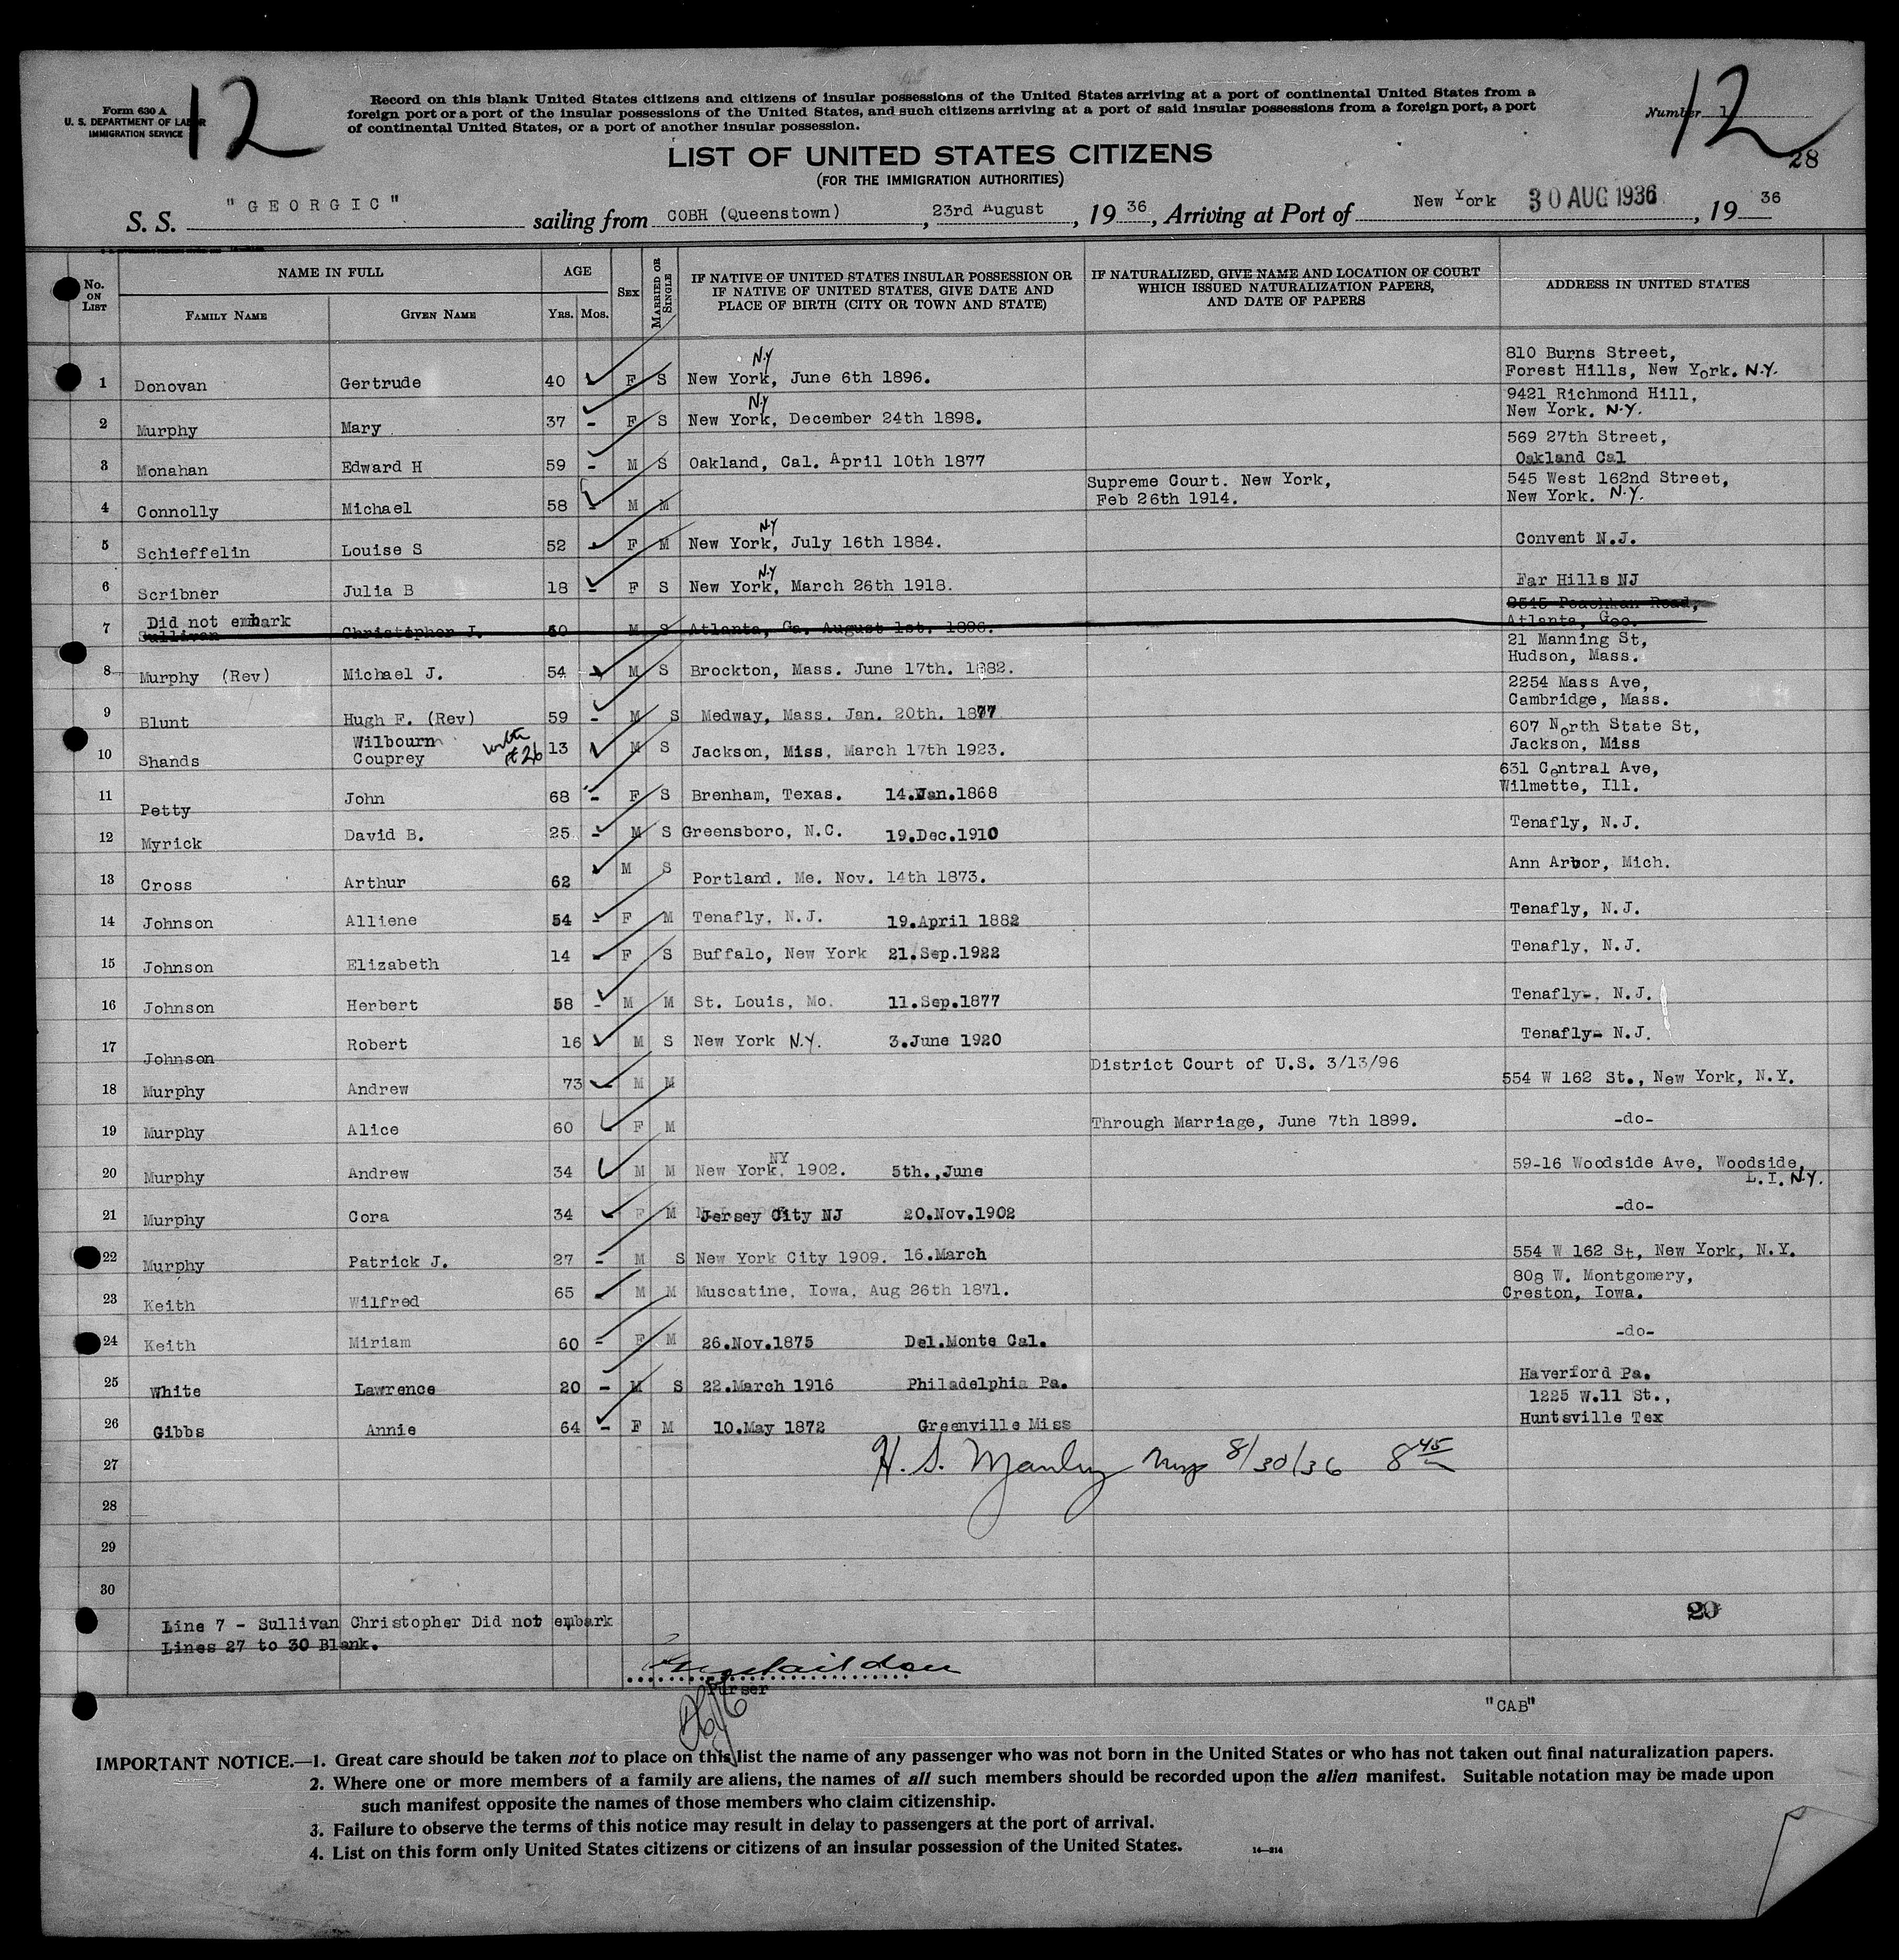 12
Form 630 A
U. S. DEPARTMENT OF LABOR
IMMIGRATION SERVICE
Record on this blank United States citizens and citizens of insular possessions of the United States arriving at a port of continental United States from a
foreign port or a port of the insular possessions of the United States, and such citizens arriving at a port of said insular possessions from a foreign port, a port
of continental United States, or a port of another insular possession.
Number 1
12
28
LIST OF UNITED STATES CITIZENS
(FOR THE IMMIGRATION AUTHORITIES)
S. S. "GEORGIC" sailing from COBH (Queenstown), 23rd August, 19 36, Arriving at Port of New York 30 AUG 1936, 19 36
No. ON LIST
NAME IN FULL
FAMILY NAME
GIVEN NAME
AGE
YRS. MOS.
SEX
MARRIED OR SINGLE
IF NATIVE OF UNITED STATES INSULAR POSSESSION OR
IF NATIVE OF UNITED STATES, GIVE DATE AND
PLACE OF BIRTH (CITY OR TOWN AND STATE)
IF NATURALIZED, GIVE NAME AND LOCATION OF COURT
WHICH ISSUED NATURALIZATION PAPERS,
AND DATE OF PAPERS
ADDRESS IN UNITED STATES
1 Donovan Gertrude 40 - F S New York, N.Y June 6th 1896. 810 Burns Street,
Forest Hills, New York. N.Y.
2 Murphy Mary 37 - F S New York, N.Y December 24th 1898. 9421 Richmond Hill,
New York. N.Y.
3 Monahan Edward H 59 - M S Oakland, Cal. April 10th 1877 569 27th Street,
Oakland Cal
4 Connolly Michael 58 M M Supreme Court. New York,
Feb 26th 1914. 545 West 162nd Street,
New York. N.Y.
5 Schieffelin Louise S 52 - F M New York, N.Y July 16th 1884. Convent N.J.
6 Scribner Julia B 18 - F S New York, N.Y March 26th 1918. Far Hills NJ
7 Did not embark
Sullivan Christopher J. M S Atlanta, Ga. August 1st. 1896. Road,
Atlanta, Geo.
8 Murphy (Rev) Michael J. 54 - M S Brockton, Mass. June 17th. 1882. 21 Manning St,
Hudson, Mass.
9 Blunt Hugh F. (Rev) 59 - M S Medway, Mass. Jan. 20th. 1877 2254 Mass Ave,
Cambridge, Mass.
10 Shands Wilbourn
Couprey with #26 13 M S Jackson, Miss, March 17th 1923. 607 North State St,
Jackson, Miss
11 Petty John 68 - F S Brenham, Texas. 14.Jan.1868 631 Central Ave,
Wilmette, Ill.
12 Myrick David B. 25 - M S Greensboro, N.C. 19.Dec.1910 Tenafly, N.J.
13 Cross Arthur 62 M S Portland. Me. Nov. 14th 1873. Ann Arbor, Mich.
14 Johnson Alliene 54 - F M Tenafly, N.J. 19.April 1882 Tenafly, N.J.
15 Johnson Elizabeth 14 - F S Buffalo, New York 21.Sep.1922 Tenafly, N.J.
16 Johnson Herbert 58 - M M St. Louis, Mo. 11.Sep.1877 Tenafly-. N.J.
17 Johnson Robert 16 M S New York N.Y. 3.June 1920 Tenafly- N.J.
18 Murphy Andrew 73 M M District Court of U.S. 3/13/96 554 W 162 St., New York, N.Y.
19 Murphy Alice 60 F M Through Marriage, June 7th 1899. -do-
20 Murphy Andrew 34 M M New York, NY 1902. 5th.,June 59-16 Woodside Ave, Woodside,
L.I. N.Y.
21 Murphy Cora 34 - F M Jersey City NJ 20.Nov.1902 -do-
22 Murphy Patrick J. 27 - M S New York City 1909. 16.March 554 W 162 St, New York, N.Y.
23 Keith Wilfred 65 - M M Muscatine, Iowa, Aug 26th 1871. 808 W. Montgomery,
Creston, Iowa.
24 Keith Miriam 60 - F M 26.Nov.1875 Del.Monte Cal. -do-
25 White Lawrence 20 - M S 22.March 1916 Philadelphia Pa. Haverford Pa.
26 Gibbs Annie 64 - F M 10.May 1872 Greenville Miss 1225 W.11 St.,
Huntsville Tex
27 H. S. Manley 8/30/36 8 45
28
29
30
Line 7 - Sullivan Christopher Did not embark
Lines 27 to 30 Blank.
20
Purser
"CAB"
IMPORTANT NOTICE.—1. Great care should be taken not to place on this list the name of any passenger who was not born in the United States or who has not taken out final naturalization papers.
2. Where one or more members of a family are aliens, the names of all such members should be recorded upon the alien manifest. Suitable notation may be made upon
such manifest opposite the names of those members who claim citizenship.
3. Failure to observe the terms of this notice may result in delay to passengers at the port of arrival.
4. List on this form only United States citizens or citizens of an insular possession of the United States.
14—214